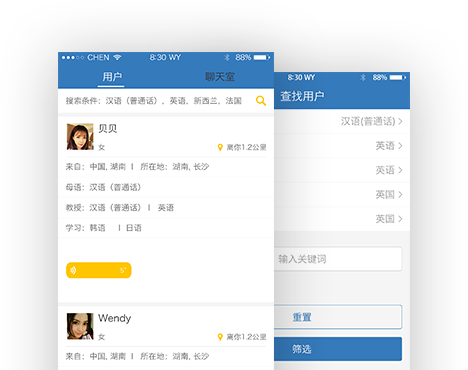 CHEN 8:30 WY 88%
用户 聊天室
搜索条件：汉语（普通话），英语，新西兰，法国
贝贝
女 离你1.2公里
来自：中国, 湖南 I 所在地：湖南, 长沙
母语：汉语（普通话）
教授：汉语（普通话）I 英语
学习：韩语 I 日语
5"
Wendy
女 离你1.2公里
来自：中国, 湖南 I 所在地：湖南, 长沙
8:30 WY 88%
查找用户
汉语(普通话)
英语
英语
英国
英国
输入关键词
重置
筛选